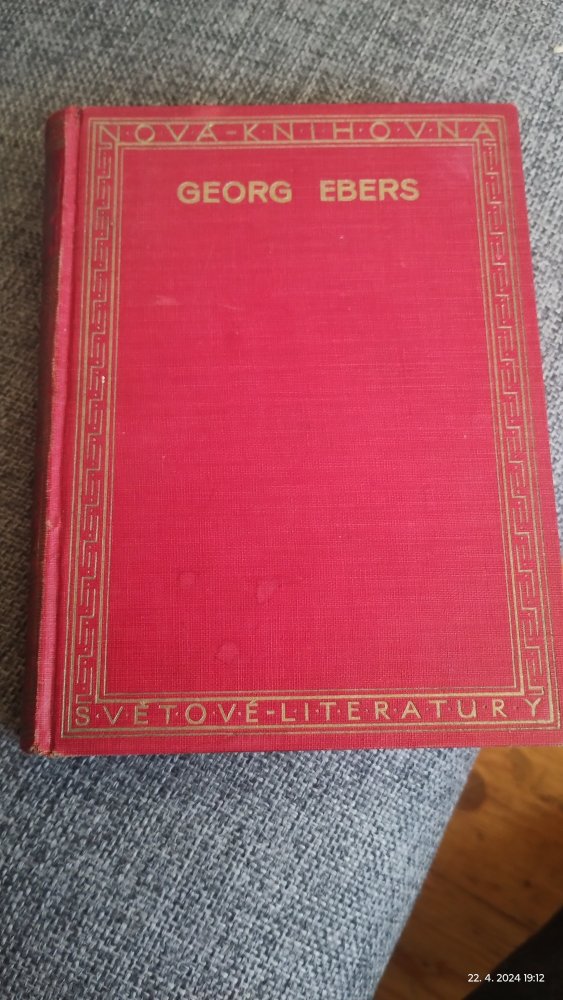 NOVÁ-KNIHOVNA
GEORG EBERS
SVĚTOVÉ-LITERATURY
22. 4. 2024 19:12